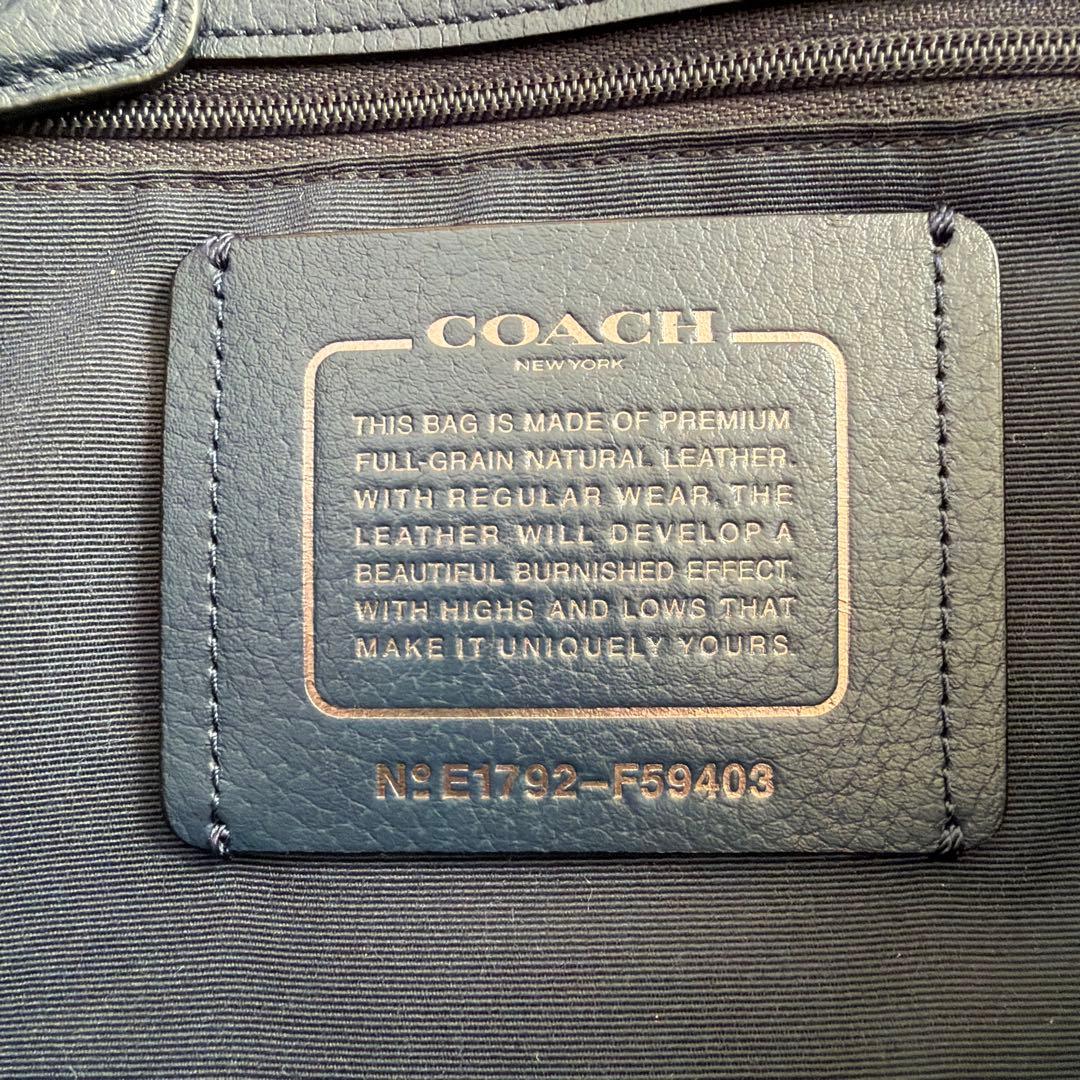 COACH
NEW YORK
THIS BAG IS MADE OF PREMIUM
FULL-GRAIN NATURAL LEATHER.
WITH REGULAR WEAR, THE
LEATHER WILL DEVELOP A
BEAUTIFUL BURNISHED EFFECT.
WITH HIGHS AND LOWS THAT
MAKE IT UNIQUELY YOURS.
Nº E1792-F59403